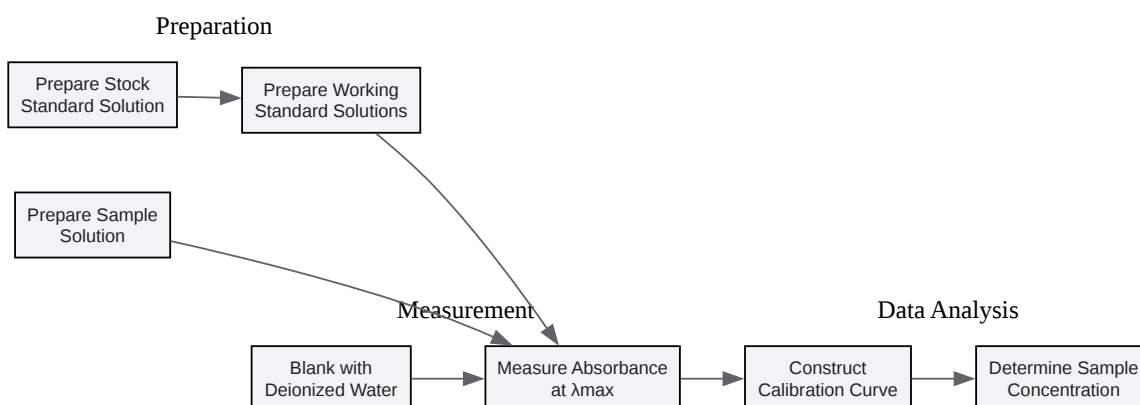 Preparation
Prepare Stock
Standard Solution
Prepare Working
Standard Solutions
Prepare Sample
Solution
Measurement
Blank with
Deionized Water
Measure Absorbance
at λmax
Data Analysis
Construct
Calibration Curve
Determine Sample
Concentration